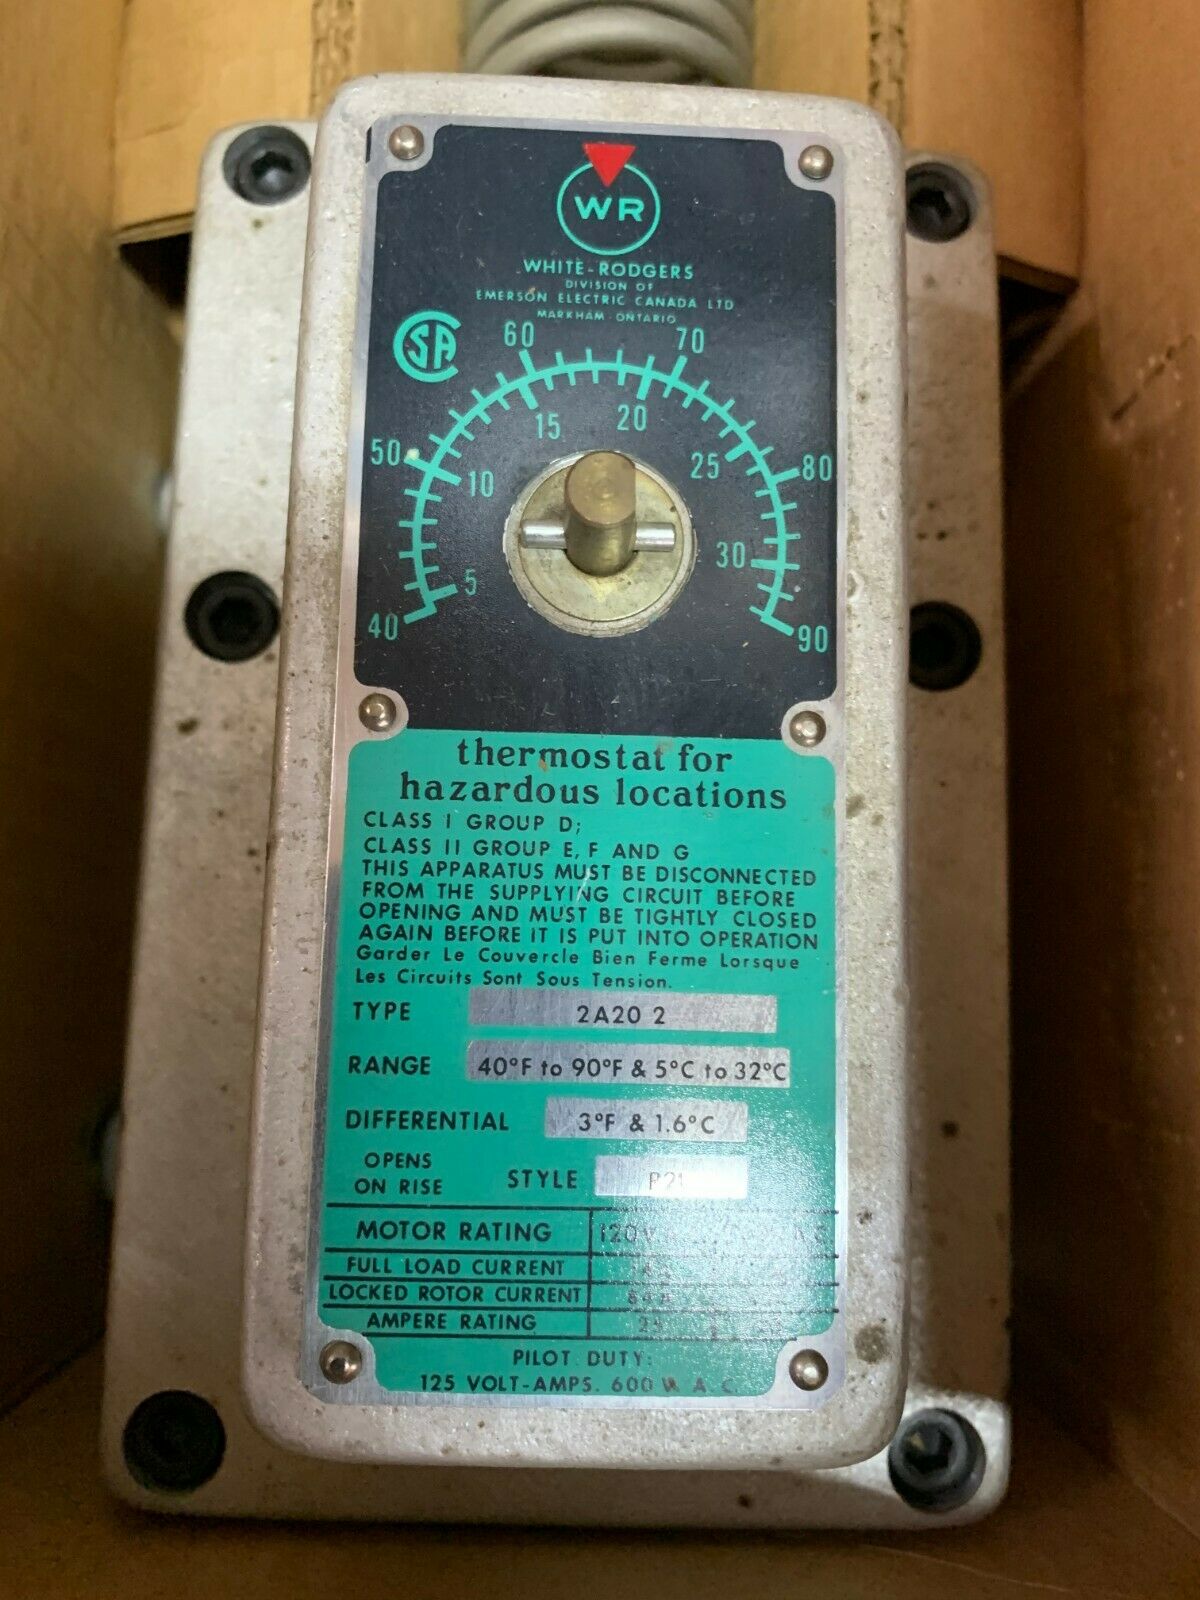 WR
WHITE-RODGERS
DIVISION OF
EMERSON ELECTRIC CANADA LTD
MARKHAM - ONTARIO
CSA
60 70
15 20
50 10 25 80
5 30
40 90
thermostat for
hazardous locations
CLASS I GROUP D;
CLASS II GROUP E, F AND G
THIS APPARATUS MUST BE DISCONNECTED
FROM THE SUPPLYING CIRCUIT BEFORE
OPENING AND MUST BE TIGHTLY CLOSED
AGAIN BEFORE IT IS PUT INTO OPERATION
Garder Le Couvercle Bien Ferme Lorsque
Les Circuits Sont Sous Tension.
TYPE 2A20 2
RANGE 40°F to 90°F & 5°C to 32°C
DIFFERENTIAL 3°F & 1.6°C
OPENS
ON RISE STYLE
MOTOR RATING 120V
FULL LOAD CURRENT
LOCKED ROTOR CURRENT
AMPERE RATING
PILOT DUTY:
125 VOLT-AMPS. 600 A.C.